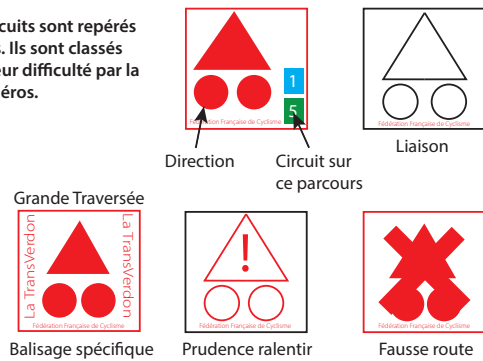 cuits sont repérés
s. Ils sont classés
eur difficulté par la
éros.
1
5
Fédération Française de Cyclisme
Direction
Circuit sur
ce parcours
Liaison
Fédération Française de Cyclisme
Grande Traversée
La TransVerdon
La TransVerdon
Fédération Française de Cyclisme
Balisage spécifique
!
Fédération Française de Cyclisme
Prudence ralentir
Fédération Française de Cyclisme
Fausse route